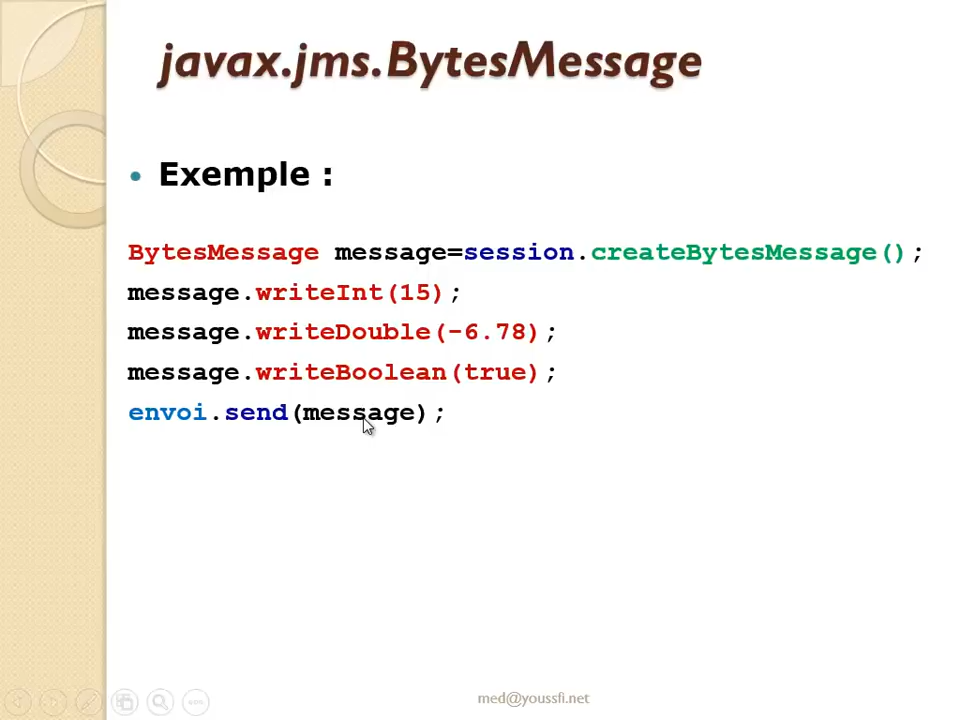 javax.jms.BytesMessage
• Exemple :
BytesMessage message=session.createBytesMessage();
message.writeInt(15);
message.writeDouble(-6.78);
message.writeBoolean(true);
envoi.send(message);
med@youssfi.net